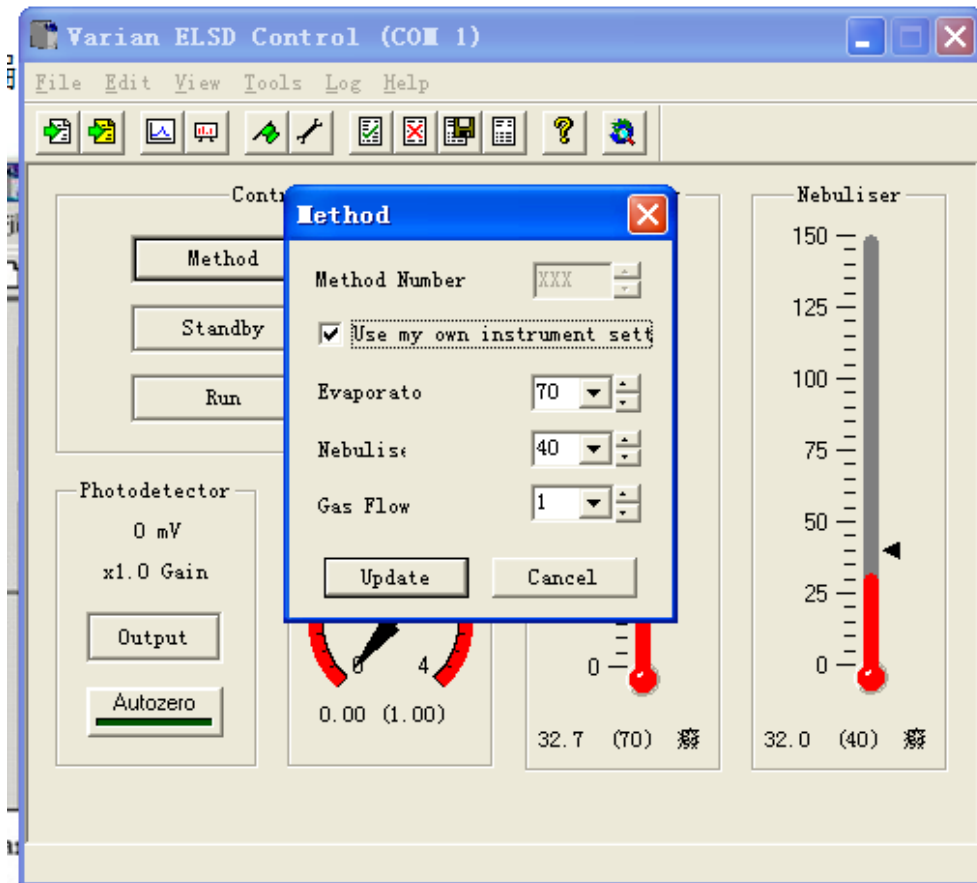 Varian ELSD Control (COM 1)
File Edit View Tools Log Help
Contr
Method
Standby
Run
Method
Method Number XXX
Use my own instrument sett
Evaporato 70
Nebulise 40
Gas Flow 1
Update Cancel
Nebuliser
150
125
100
75
50
25
0
Photodetector
0 mV
x1.0 Gain
Output
Autozero
0 4
0.00 (1.00)
0
32.7 (70) 癈
32.0 (40) 癈